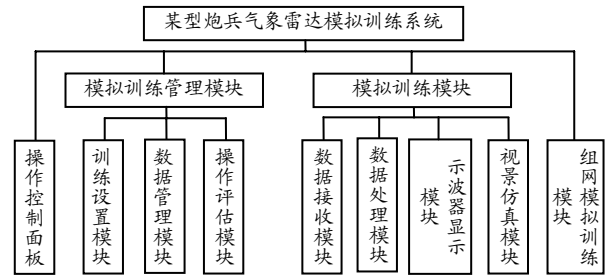 某型炮兵气象雷达模拟训练系统
模拟训练管理模块
模拟训练模块
操作控制面板
训练设置模块
数据管理模块
操作评估模块
数据接收模块
数据处理模块
示波器显示
模块
视景仿真模块
组网模拟训练
模块